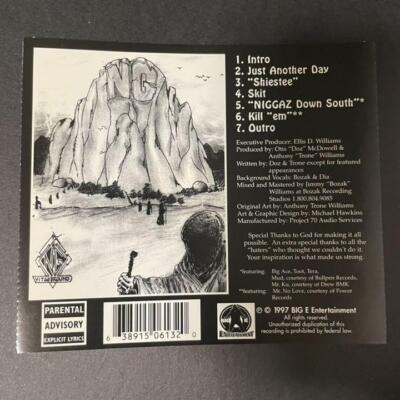 NC
1. Intro
2. Just Another Day
3. "Shiestee"
4. Skit
5. "NIGGAZ Down South"*
6. Kill "em"**
7. Outro
Executive Producer: Ellis D. Williams
Produced by: Otis "Doz" McDowell &
Anthony "Trone" Williams
Written by: Doz & Trone except for featured
appearances
Background Vocals: Bozak & Dia
Mixed and Mastered by Jimmy "Bozak"
Williams at Bozak Recording
Studios 1.800.804.9085
Original Art by: Anthony Trone Williams
Art & Graphic Design by: Michael Hawkins
Manufactured by: Project 70 Audio Services
Special Thanks to God for making it all
possible. An extra special thanks to all the
"haters" who thought we couldn't do it.
Your inspiration is what made us strong.
*featuring: Big Ace, Toot, Tera,
Mud, courtesy of Bullpen Records,
Mr. Ku, courtesy of Drew BMK
**featuring: Mr. No Love, courtesy of Power
Records
PARENTAL
ADVISORY
EXPLICIT LYRICS
6 38915 06132 0
BIG E
ENTERTAINMENT
℗ © 1997 BIG E Entertainment
All rights reserved.
Unauthorized duplication of this
recording is prohibited by federal law.